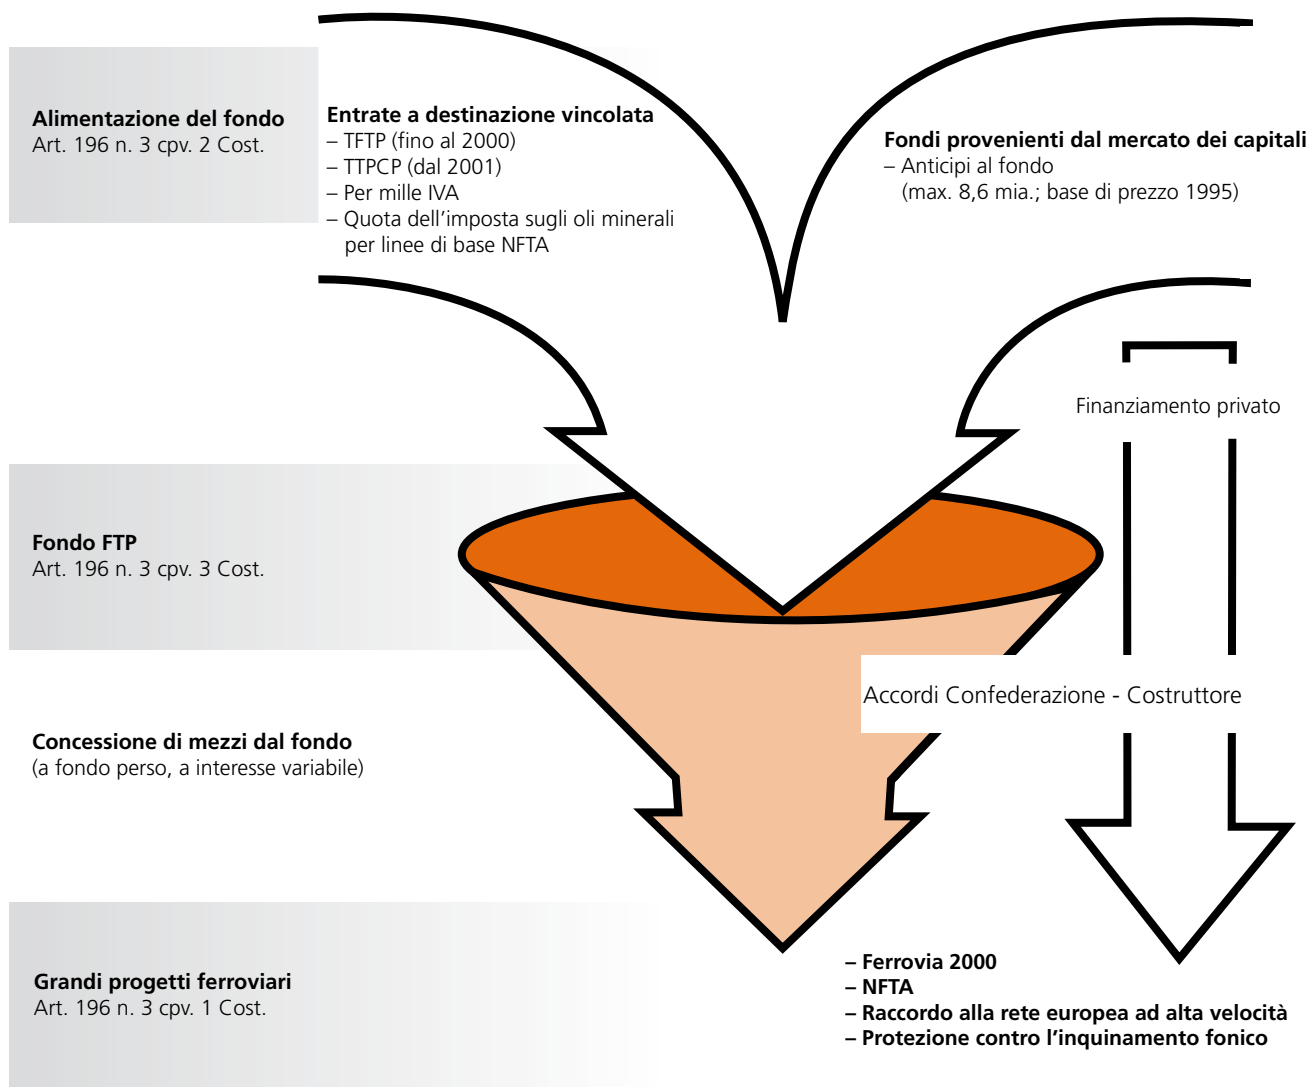 Alimentazione del fondo
Art. 196 n. 3 cpv. 2 Cost.
Entrate a destinazione vincolata
– TFTP (fino al 2000)
– TTPCP (dal 2001)
– Per mille IVA
– Quota dell’imposta sugli oli minerali
per linee di base NFTA
Fondi provenienti dal mercato dei capitali
– Anticipi al fondo
(max. 8,6 mia.; base di prezzo 1995)
Finanziamento privato
Fondo FTP
Art. 196 n. 3 cpv. 3 Cost.
Accordi Confederazione - Costruttore
Concessione di mezzi dal fondo
(a fondo perso, a interesse variabile)
Grandi progetti ferroviari
Art. 196 n. 3 cpv. 1 Cost.
– Ferrovia 2000
– NFTA
– Raccordo alla rete europea ad alta velocità
– Protezione contro l’inquinamento fonico